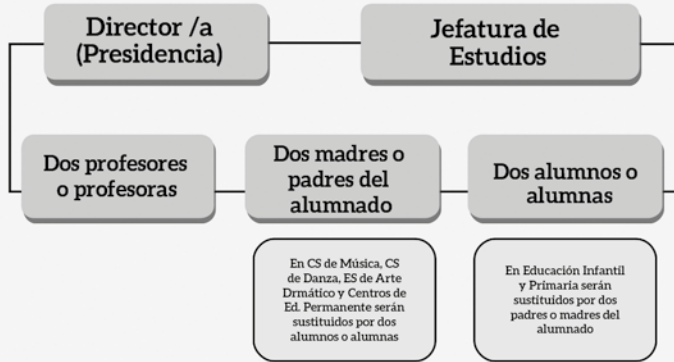 Director /a
(Presidencia)
Jefatura de
Estudios
Dos profesores
o profesoras
Dos madres o
padres del
alumnado
Dos alumnos o
alumnas
En CS de Música, CS
de Danza, ES de Arte
Drmático y Centros de
Ed. Permanente serán
sustituidos por dos
alumnos o alumnas
En Educación Infantil
y Primaria serán
sustituidos por dos
padres o madres del
alumnado